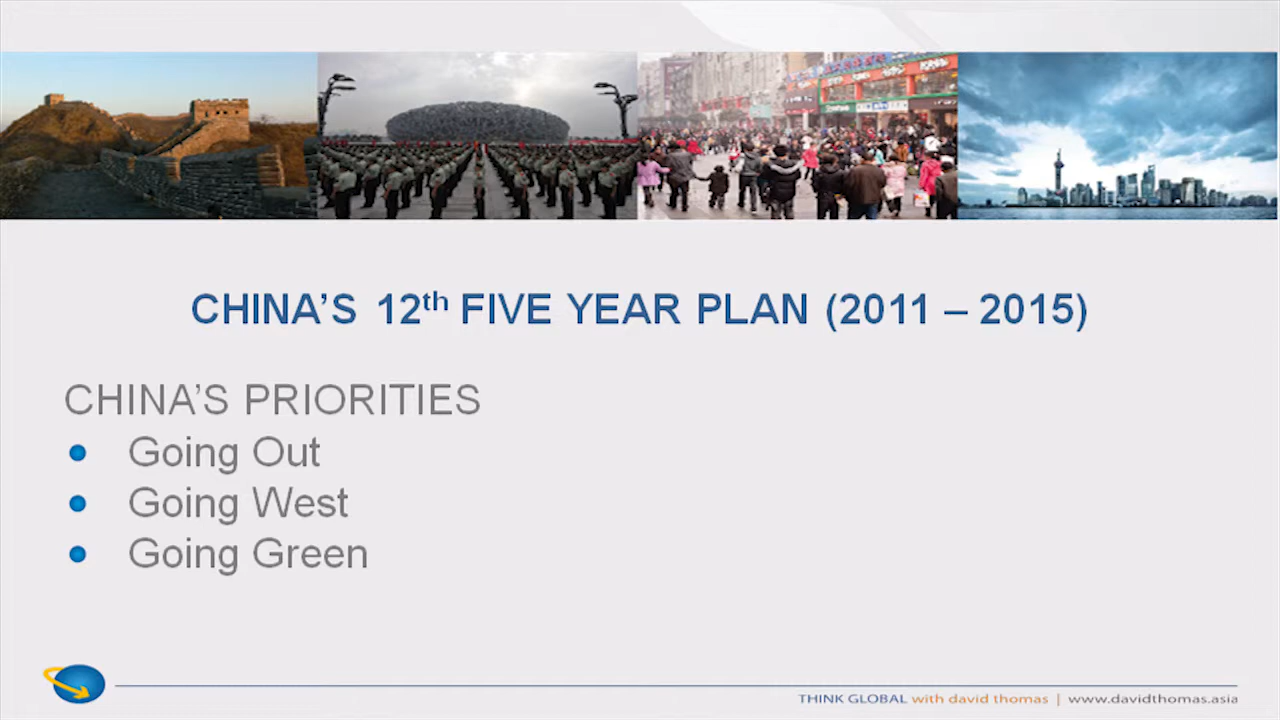 CHINA’S 12th FIVE YEAR PLAN (2011 – 2015)
CHINA’S PRIORITIES
● Going Out
● Going West
● Going Green
THINK GLOBAL with david thomas | www.davidthomas.asia